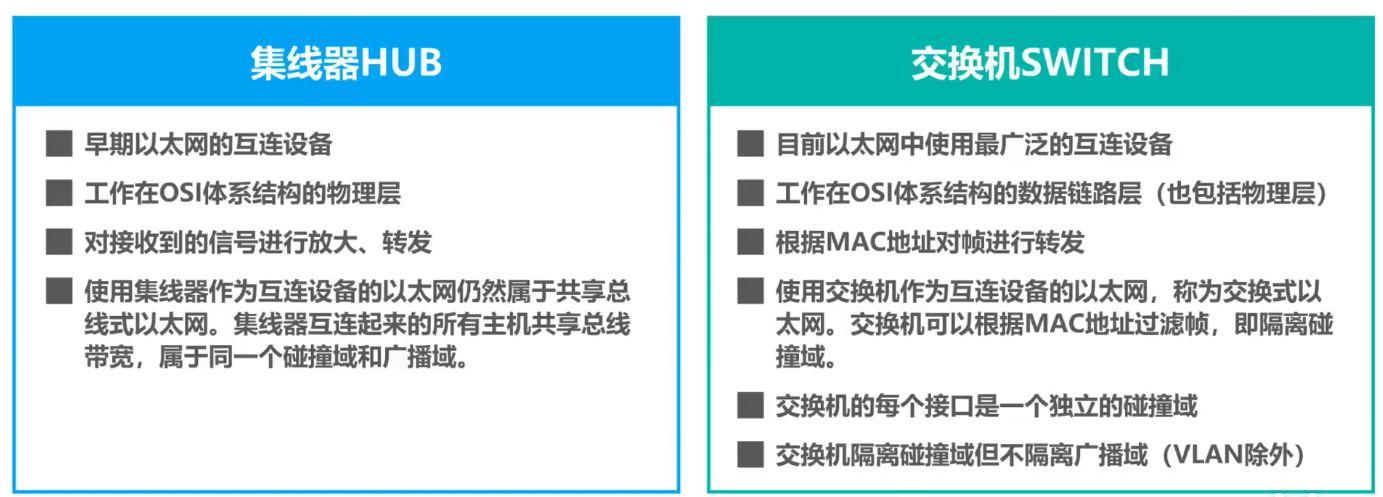 集线器HUB
早期以太网的互连设备
工作在OSI体系结构的物理层
对接收到的信号进行放大、转发
使用集线器作为互连设备的以太网仍然属于共享总
线式以太网。集线器互连起来的所有主机共享总线
带宽，属于同一个碰撞域和广播域。
交换机SWITCH
目前以太网中使用最广泛的互连设备
工作在OSI体系结构的数据链路层（也包括物理层）
根据MAC地址对帧进行转发
使用交换机作为互连设备的以太网，称为交换式以
太网。交换机可以根据MAC地址过滤帧，即隔离碰
撞域。
交换机的每个接口是一个独立的碰撞域
交换机隔离碰撞域但不隔离广播域（VLAN除外）